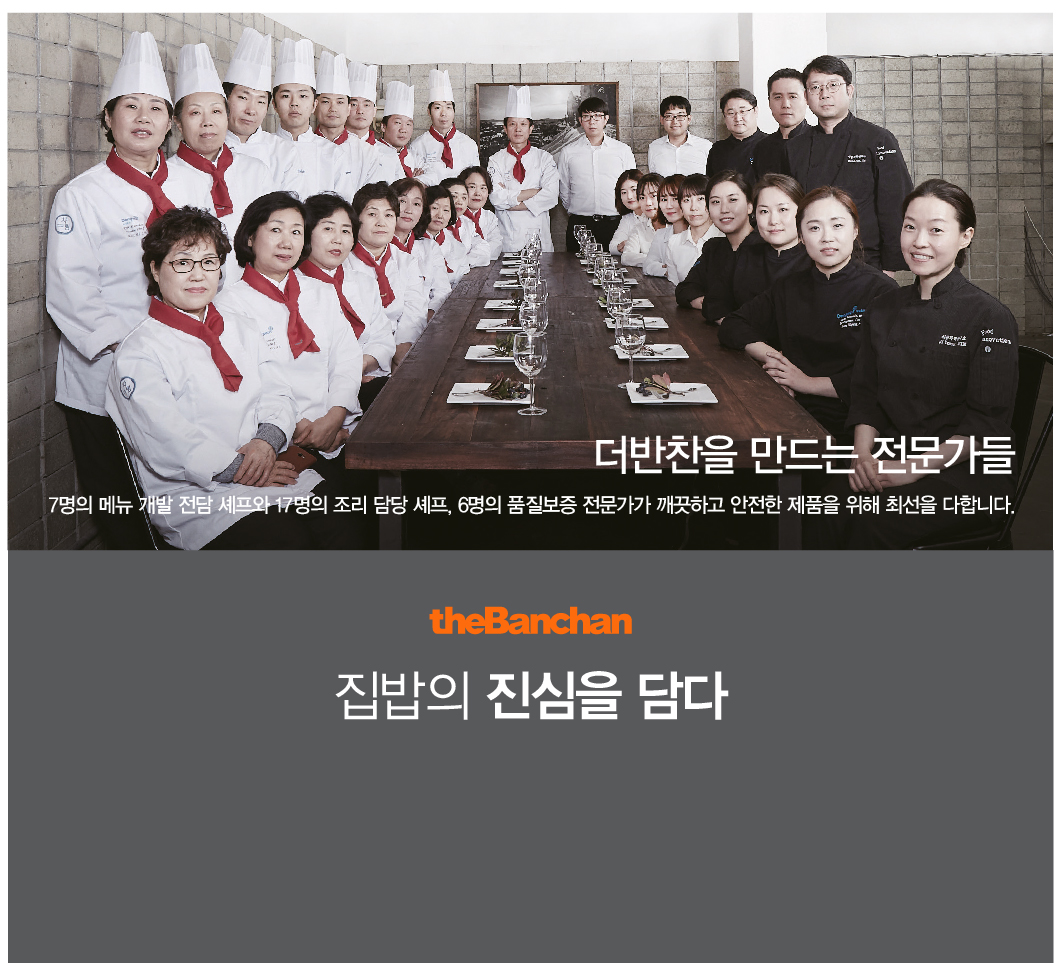 더반찬을 만드는 전문가들
7명의 메뉴 개발 전담 셰프와 17명의 조리 담당 셰프, 6명의 품질보증 전문가가 깨끗하고 안전한 제품을 위해 최선을 다합니다.
theBanchan
집밥의 진심을 담다